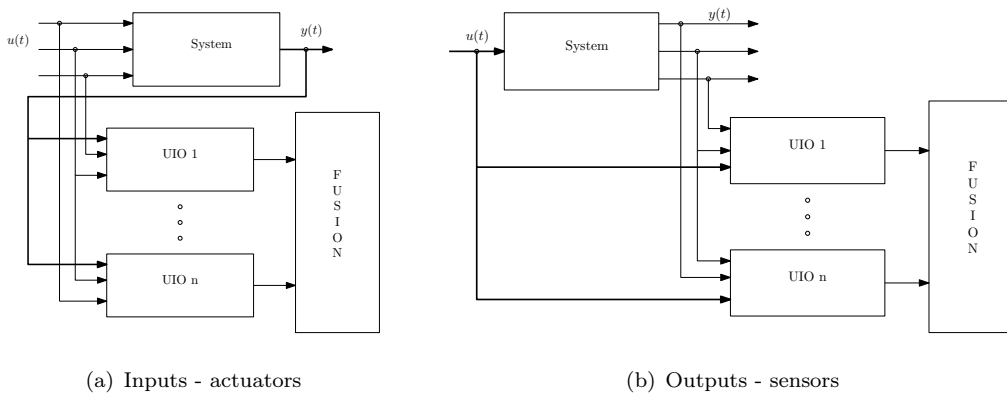 u(t)
System
y(t)
UIO 1
UIO n
F
U
S
I
O
N
(a) Inputs - actuators
u(t)
System
y(t)
UIO 1
UIO n
F
U
S
I
O
N
(b) Outputs - sensors